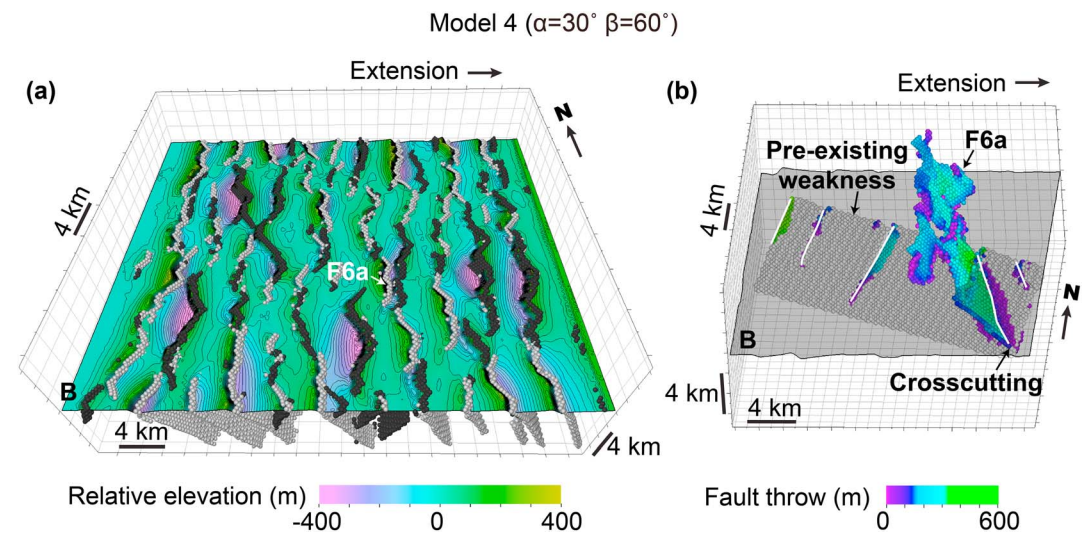 Model 4 (α=30˚ β=60˚)
(a)
Extension
N
4 km
F6a
B
4 km
4 km
Relative elevation (m)
-400 0 400
(b)
Extension
F6a
Pre-existing
weakness
4 km
N
B
Crosscutting
4 km
4 km
Fault throw (m)
0 600